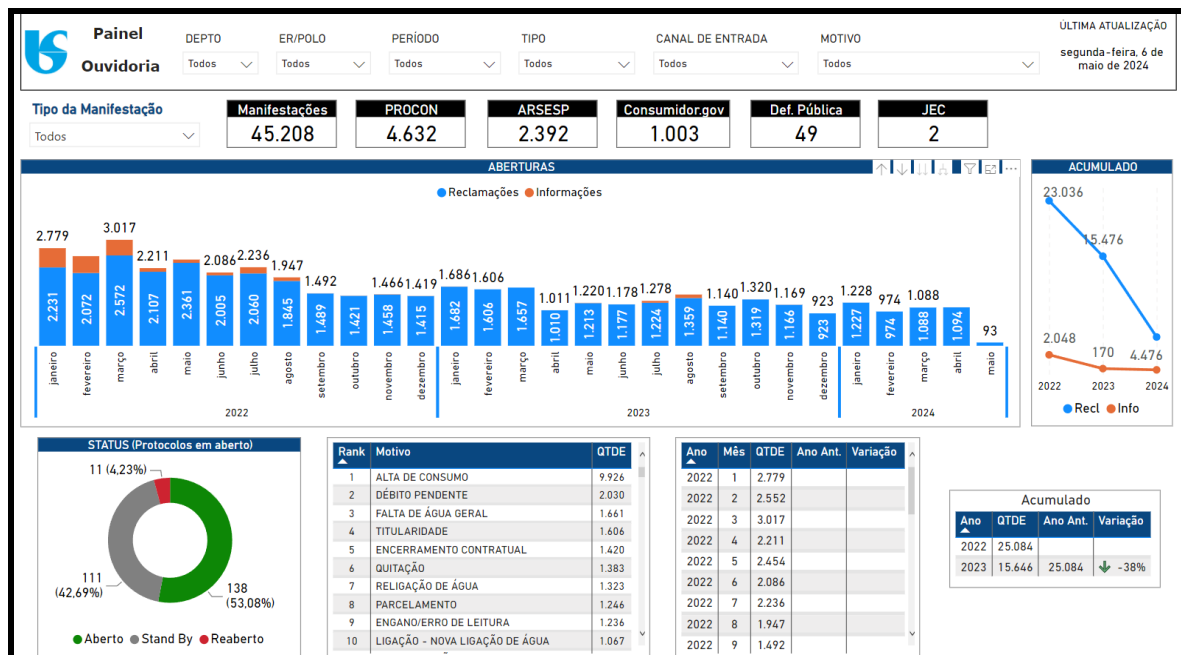 Painel Ouvidoria
DEPTO ER/POLO PERÍODO TIPO CANAL DE ENTRADA MOTIVO
Todos Todos Todos Todos Todos Todos
ÚLTIMA ATUALIZAÇÃO
segunda-feira, 6 de
maio de 2024
Tipo da Manifestação
Todos
Manifestações
45.208
PROCON
4.632
ARSESP
2.392
Consumidor.gov
1.003
Def. Pública
49
JEC
2
ABERTURAS
Reclamações Informações
2.779 3.017 2.211 2.086 2.236 1.947 1.492 1.466 1.419 1.686 1.606 1.011 1.220 1.178 1.278 1.140 1.320 1.169 923 1.228 974 1.088 93
2.231 2.072 2.572 2.107 2.361 2.005 2.060 1.845 1.489 1.421 1.458 1.415 1.682 1.606 1.657 1.010 1.213 1.177 1.224 1.359 1.140 1.319 1.166 923 1.227 974 1.088 1.094
janeiro fevereiro março abril maio junho julho agosto setembro outubro novembro dezembro janeiro fevereiro março abril maio junho julho agosto setembro outubro novembro dezembro janeiro fevereiro março abril maio
2022 2023 2024
ACUMULADO
23.036
15.476
2.048 170 4.476
2022 2023 2024
Recl Info
STATUS (Protocolos em aberto)
11 (4,23%)
111
(42,69%)
138
(53,08%)
Aberto Stand By Reaberto
Rank Motivo QTDE
1 ALTA DE CONSUMO 9.926
2 DÉBITO PENDENTE 2.030
3 FALTA DE ÁGUA GERAL 1.661
4 TITULARIDADE 1.606
5 ENCERRAMENTO CONTRATUAL 1.420
6 QUITAÇÃO 1.383
7 RELIGAÇÃO DE ÁGUA 1.323
8 PARCELAMENTO 1.246
9 ENGANO/ERRO DE LEITURA 1.236
10 LIGAÇÃO - NOVA LIGAÇÃO DE ÁGUA 1.067
Ano Mês QTDE Ano Ant. Variação
2022 1 2.779
2022 2 2.552
2022 3 3.017
2022 4 2.211
2022 5 2.454
2022 6 2.086
2022 7 2.236
2022 8 1.947
2022 9 1.492
Acumulado
Ano QTDE Ano Ant. Variação
2022 25.084
2023 15.646 25.084 -38%